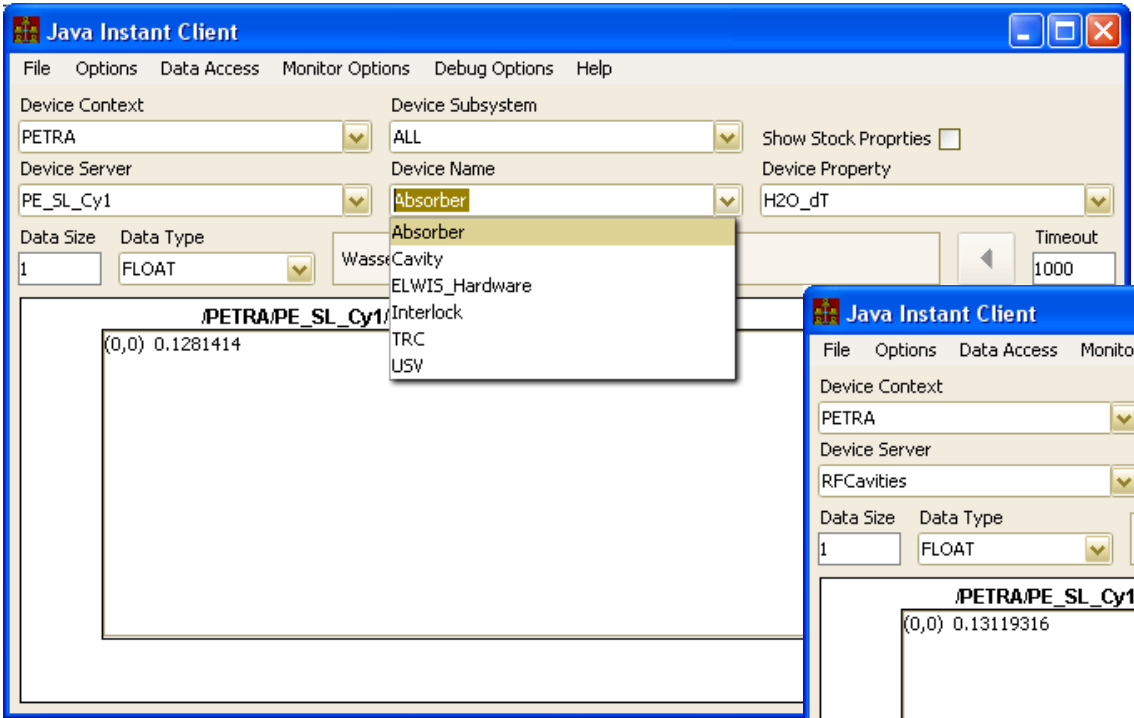 Java Instant Client
File Options Data Access Monitor Options Debug Options Help
Device Context Device Subsystem
PETRA ALL Show Stock Proprties
Device Server Device Name Device Property
PE_SL_Cy1 Absorber H2O_dT
Absorber
Data Size Data Type Timeout
1 FLOAT Wasse 1000
Cavity
ELWIS_Hardware
Interlock
TRC
USV
/PETRA/PE_SL_Cy1/
(0,0) 0.1281414
Java Instant Client
File Options Data Access Monito
Device Context
PETRA
Device Server
RFCavities
Data Size Data Type
1 FLOAT
/PETRA/PE_SL_Cy1
(0,0) 0.13119316